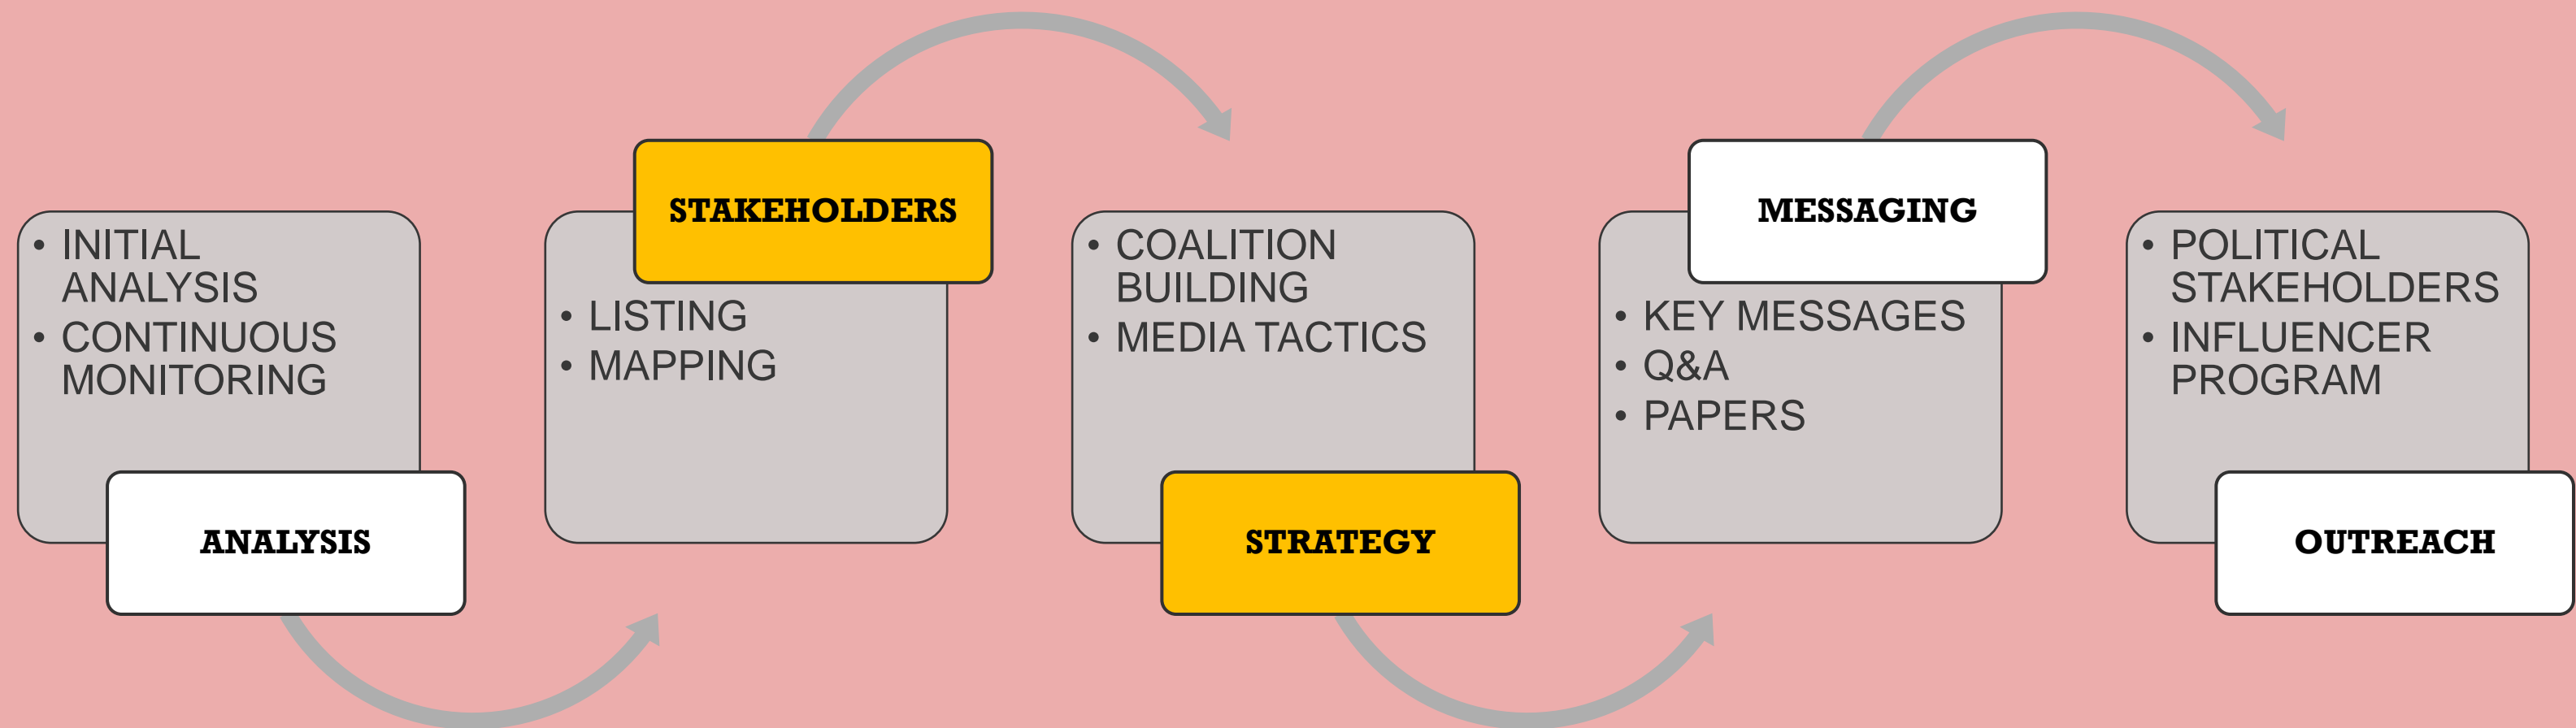 • INITIAL
ANALYSIS
• CONTINUOUS
MONITORING
ANALYSIS
STAKEHOLDERS
• LISTING
• MAPPING
• COALITION
BUILDING
• MEDIA TACTICS
STRATEGY
MESSAGING
• KEY MESSAGES
• Q&A
• PAPERS
• POLITICAL
STAKEHOLDERS
• INFLUENCER
PROGRAM
OUTREACH